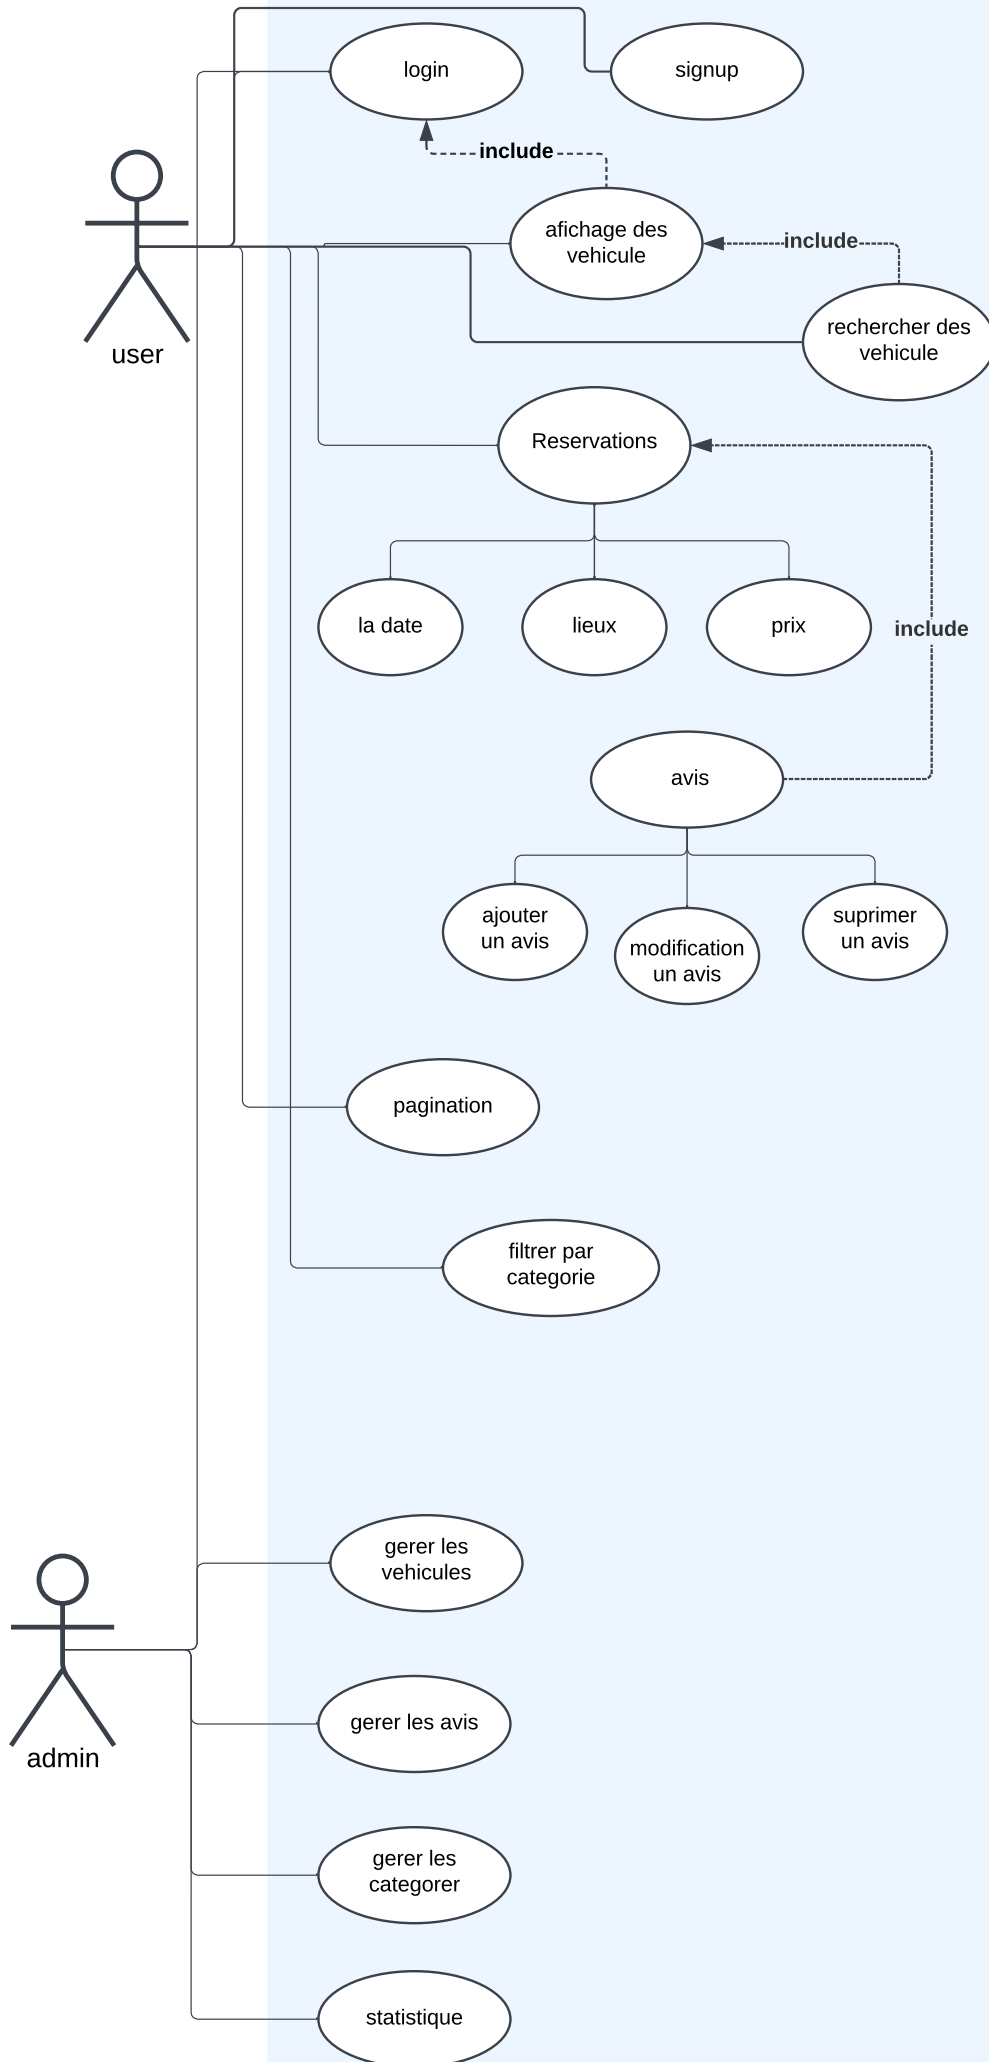 login
signup
include
afichage des
vehicule
include
rechercher des
vehicule
user
Reservations
la date
lieux
prix
include
avis
ajouter
un avis
modification
un avis
suprimer
un avis
pagination
filtrer par
categorie
gerer les
vehicules
gerer les avis
admin
gerer les
categorer
statistique